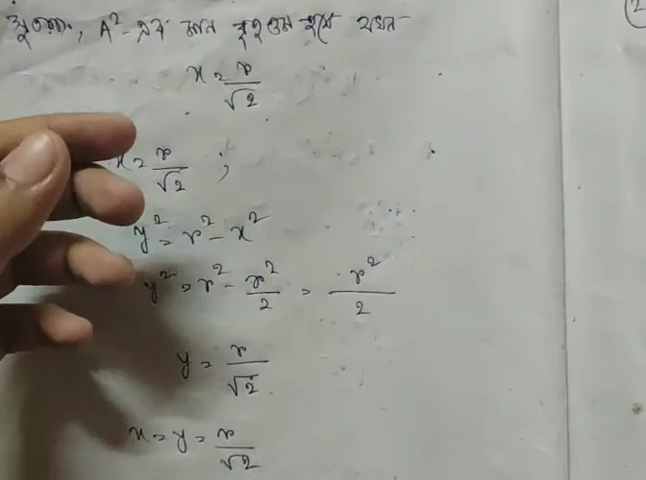 সুতরাং, A² - এর মান বৃহত্তম হবে যখন
x = r/√2
x = r/√2 ;
y² = r² - x²
y² = r² - r²/2 = r²/2
y = r/√2
x = y = r/√2